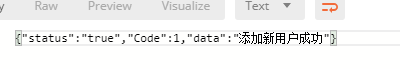 Raw
Preview
Visualize
Text
{"status":"true","Code":1,"data":"添加新用户成功"}